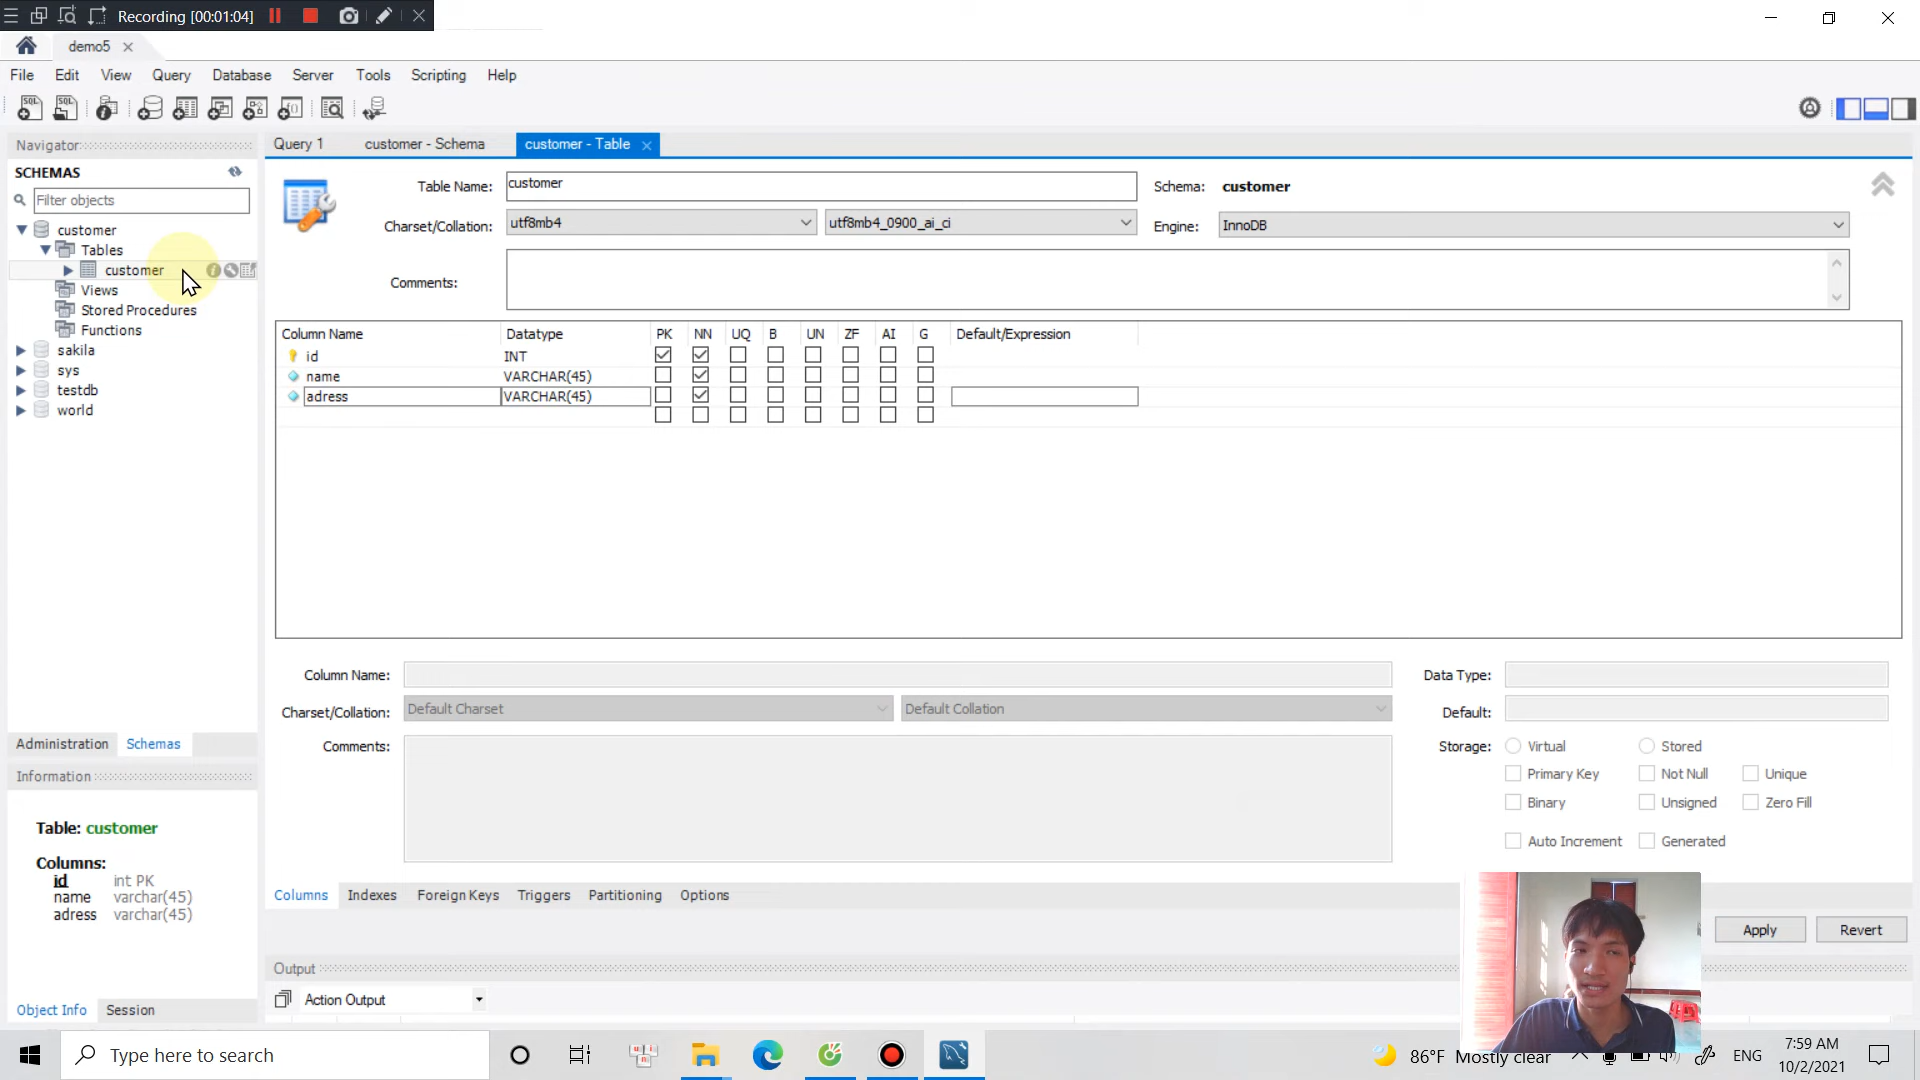 Recording [00:01:04]
demo5
File Edit View Query Database Server Tools Scripting Help
Navigator
SCHEMAS
Filter objects
customer
Tables
customer
Views
Stored Procedures
Functions
sakila
sys
testdb
world
Administration Schemas
Information
Table: customer
Columns:
id int PK
name varchar(45)
adress varchar(45)
Object Info Session
Query 1 customer - Schema customer - Table
Table Name: customer Schema: customer
Charset/Collation: utf8mb4 utf8mb4_0900_ai_ci Engine: InnoDB
Comments:
Column Name Datatype PK NN UQ B UN ZF AI G Default/Expression
id INT
name VARCHAR(45)
adress VARCHAR(45)
Column Name: Data Type:
Charset/Collation: Default Charset Default Collation Default:
Comments: Storage: Virtual Stored
Primary Key Not Null Unique
Binary Unsigned Zero Fill
Auto Increment Generated
Columns Indexes Foreign Keys Triggers Partitioning Options
Apply Revert
Output
Action Output
Type here to search
86°F Mostly clear ENG 7:59 AM
10/2/2021